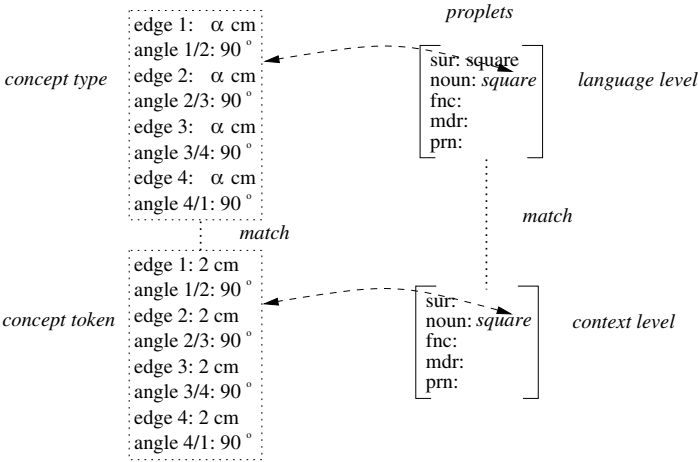 proplets
edge 1: α cm
angle 1/2: 90 °
edge 2: α cm
angle 2/3: 90 °
edge 3: α cm
angle 3/4: 90 °
edge 4: α cm
angle 4/1: 90 °
concept type
sur: square
noun: square
fnc:
mdr:
prn:
language level
match
match
edge 1: 2 cm
angle 1/2: 90 °
edge 2: 2 cm
angle 2/3: 90 °
edge 3: 2 cm
angle 3/4: 90 °
edge 4: 2 cm
angle 4/1: 90 °
concept token
sur:
noun: square
fnc:
mdr:
prn:
context level